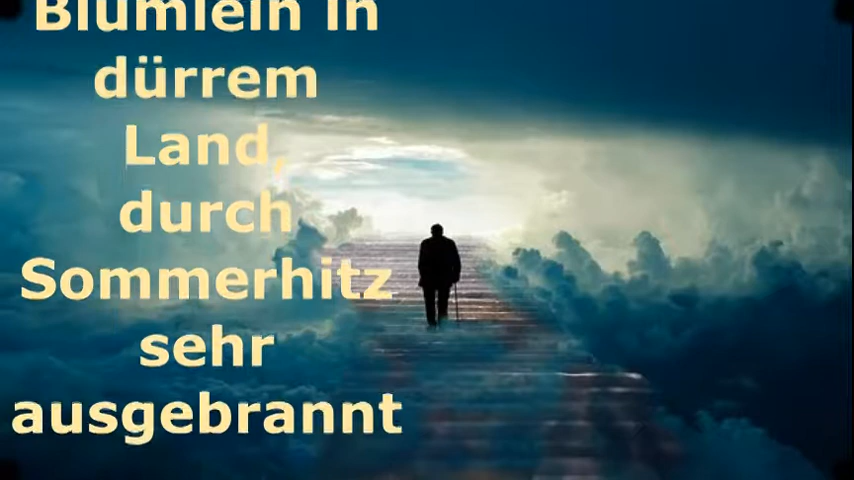 Blümlein in
dürrem
Land,
durch
Sommerhitz
sehr
ausgebrannt